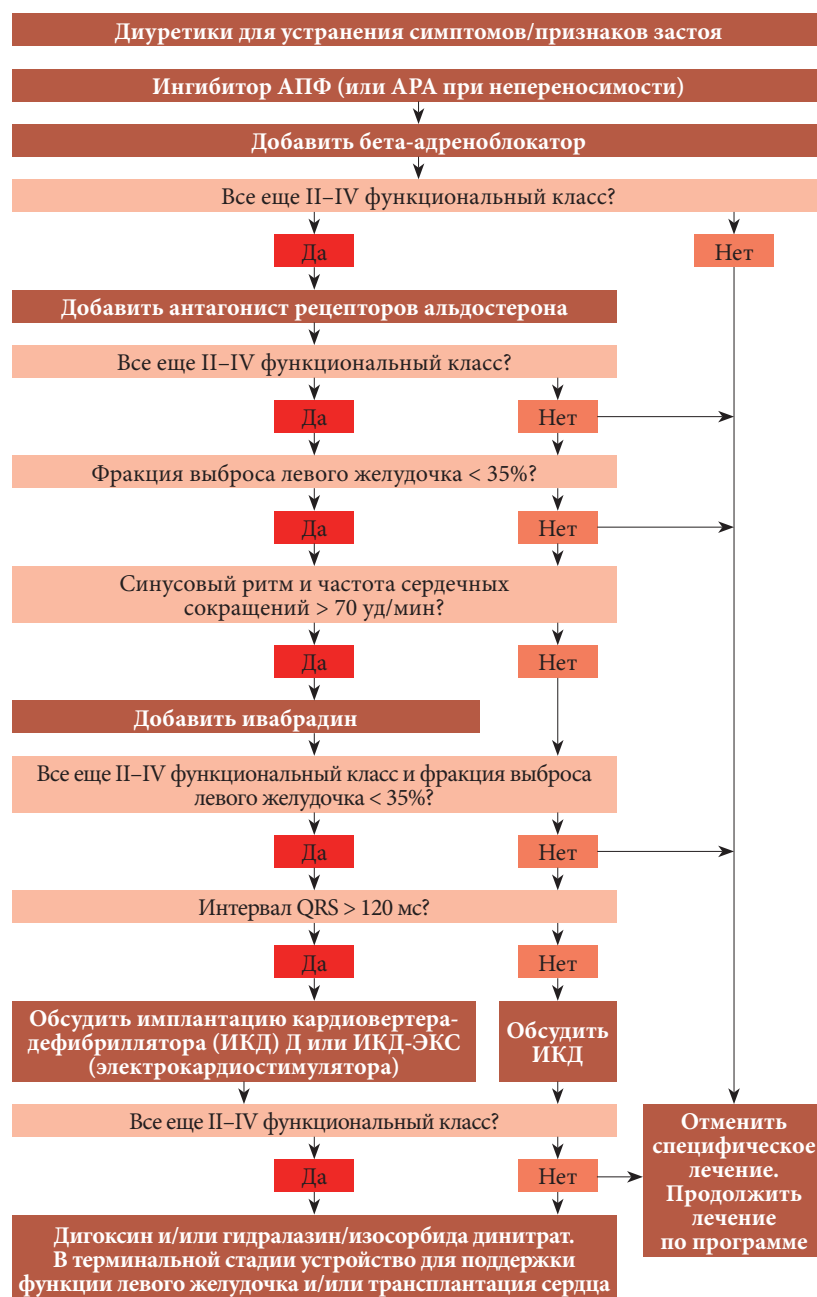 Диуретики для устранения симптомов/признаков застоя
Ингибитор АПФ (или АРА при непереносимости)
Добавить бета-адреноблокатор
Все еще II–IV функциональный класс?
Да
Нет
Добавить антагонист рецепторов альдостерона
Все еще II–IV функциональный класс?
Да
Нет
Фракция выброса левого желудочка < 35%?
Да
Нет
Синусовый ритм и частота сердечных
сокращений > 70 уд/мин?
Да
Нет
Добавить ивабрадин
Все еще II–IV функциональный класс и фракция выброса
левого желудочка < 35%?
Да
Нет
Интервал QRS > 120 мс?
Да
Нет
Обсудить имплантацию кардиовертера-
дефибриллятора (ИКД) Д или ИКД-ЭКС
(электрокардиостимулятора)
Обсудить
ИКД
Все еще II–IV функциональный класс?
Да
Нет
Отменить
специфическое
лечение.
Продолжить
лечение
по программе
Дигоксин и/или гидралазин/изосорбида динитрат.
В терминальной стадии устройство для поддержки
функции левого желудочка и/или трансплантация сердца